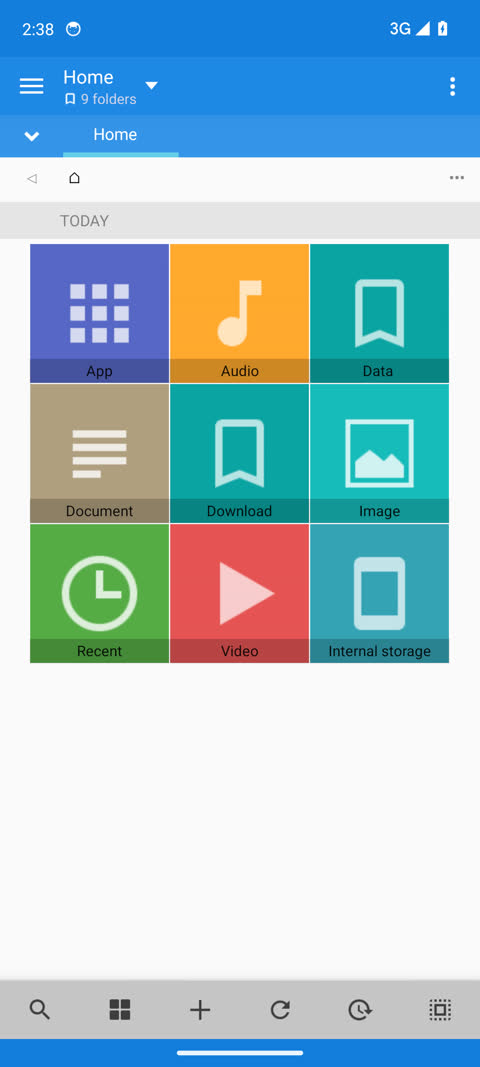 2:38
3G
Home
9 folders
Home
TODAY
App
Audio
Data
Document
Download
Image
Recent
Video
Internal storage